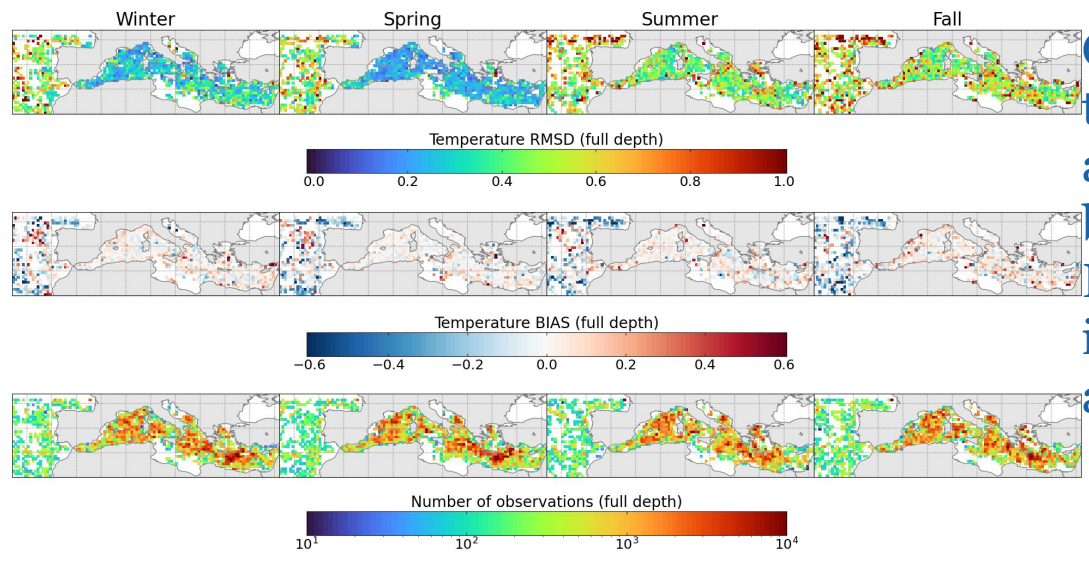 Winter Spring Summer Fall
Temperature RMSD (full depth)
0.0 0.2 0.4 0.6 0.8 1.0
Temperature BIAS (full depth)
−0.6 −0.4 −0.2 0.0 0.2 0.4 0.6
Number of observations (full depth)
10¹ 10² 10³ 10⁴